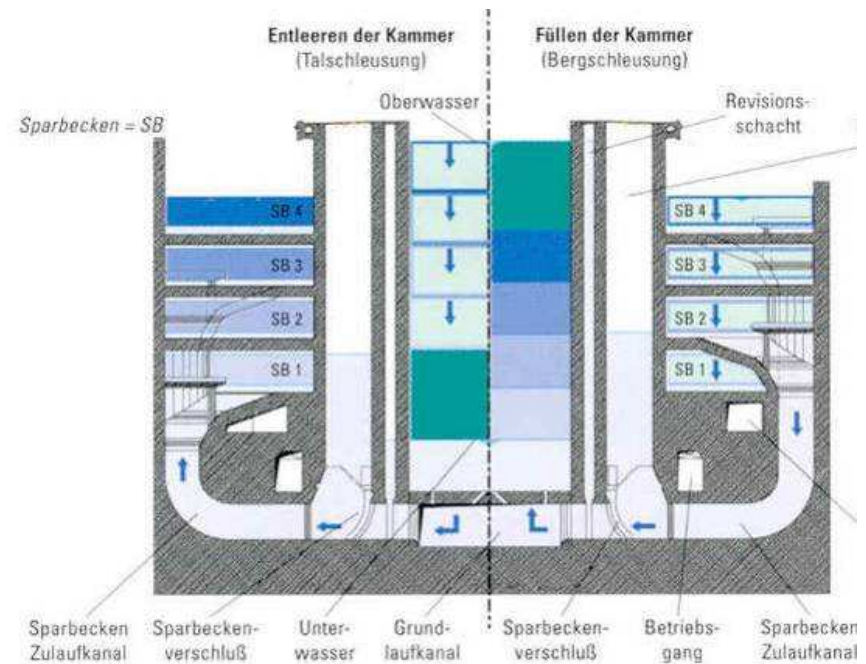 Entleeren der Kammer
(Talschleusung)
Füllen der Kammer
(Bergschleusung)
Oberwasser
Revisions-
schacht
Sparbecken = SB
SB 4
SB 3
SB 2
SB 1
SB 4
SB 3
SB 2
SB 1
Sparbecken
Zulaufkanal
Sparbecken-
verschluß
Unter-
wasser
Grund-
laufkanal
Sparbecken-
verschluß
Betriebs-
gang
Sparbecken
Zulaufkanal